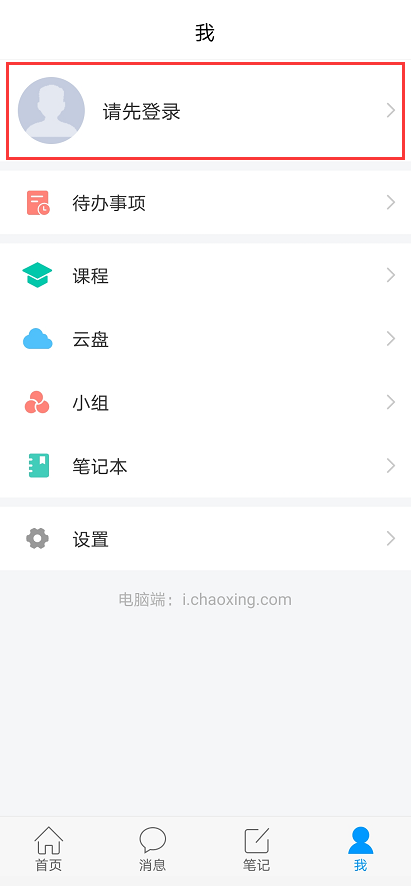 我
请先登录
待办事项
课程
云盘
小组
笔记本
设置
电脑端：i.chaoxing.com
首页
消息
笔记
我